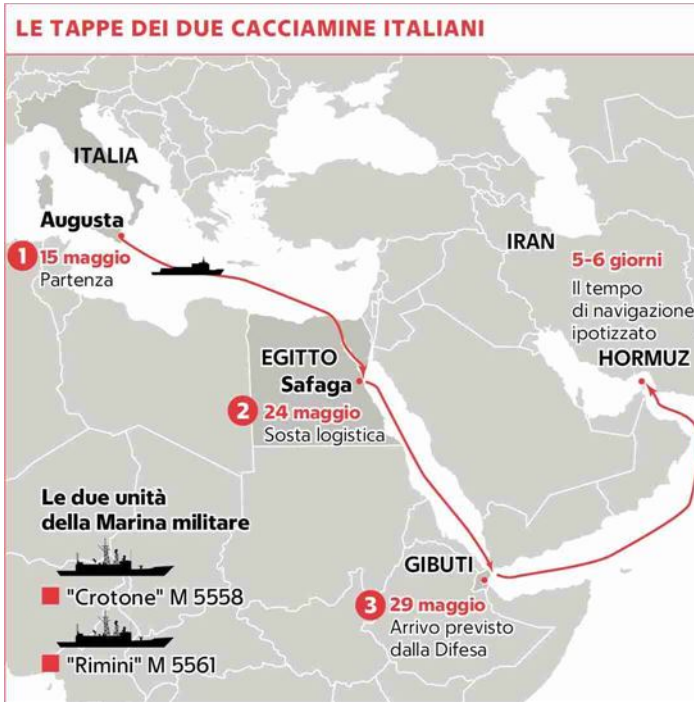 LE TAPPE DEI DUE CACCIAMINE ITALIANI
ITALIA
Augusta
1 15 maggio
Partenza
IRAN
5-6 giorni
Il tempo
di navigazione
ipotizzato
HORMUZ
EGITTO
Safaga
2 24 maggio
Sosta logistica
GIBUTI
3 29 maggio
Arrivo previsto
dalla Difesa
Le due unità
della Marina militare
"Crotone" M 5558
"Rimini" M 5561